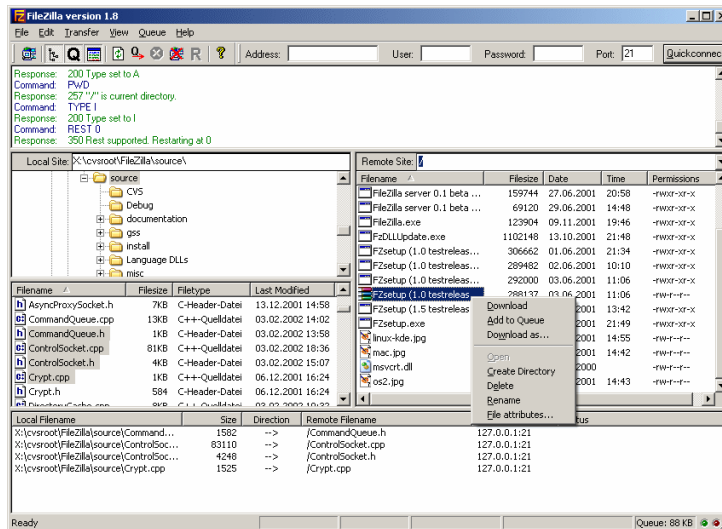 FileZilla version 1.8
File Edit Transfer View Queue Help
Address: User: Password: Port: 21 Quickconnec
Response: 200 Type set to A
Command: PWD
Response: 257 "/" is current directory.
Command: TYPE I
Response: 200 Type set to I
Command: REST 0
Response: 350 Rest supported. Restarting at 0
Local Site: X:\cvsroot\FileZilla\source\
source
CVS
Debug
documentation
gss
install
Language DLLs
misc
Filename Filesize Filetype Last Modified
AsyncProxySocket.h 7KB C-Header-Datei 13.12.2001 14:58
CommandQueue.cpp 13KB C++-Quelldatei 03.02.2002 14:02
CommandQueue.h 1KB C-Header-Datei 03.02.2002 13:58
ControlSocket.cpp 81KB C++-Quelldatei 03.02.2002 18:36
ControlSocket.h 4KB C-Header-Datei 03.02.2002 15:07
Crypt.cpp 1KB C++-Quelldatei 06.12.2001 16:24
Crypt.h 584 C-Header-Datei 06.12.2001 16:24
Remote Site: /
Filename Filesize Date Time Permissions
FileZilla server 0.1 beta ... 159744 27.06.2001 20:58 -rwxr-xr-x
FileZilla server 0.1 beta ... 69120 29.06.2001 14:48 -rwxr-xr-x
FileZilla.exe 123904 09.11.2001 19:46 -rwxr-xr-x
FzDLLUpdate.exe 1102148 13.10.2001 21:48 -rwxr-xr-x
FZsetup (1.0 testreleas... 306662 01.06.2001 21:34 -rwxr-xr-x
FZsetup (1.0 testreleas... 289482 02.06.2001 10:10 -rwxr-xr-x
FZsetup (1.0 testreleas... 292000 03.06.2001 11:06 -rwxr-xr-x
FZsetup (1.0 testreleas... 288137 03.06.2001 11:06 -rw-r--r--
FZsetup (1.5 testreleas 2001 13:42 -rwxr-xr-x
FZsetup.exe 2001 21:49 -rwxr-xr-x
linux-kde.jpg 2001 14:55 -rw-r--r--
mac.jpg 2001 14:42 -rw-r--r--
msvcrt.dll 2000 -rw-r--r--
os2.jpg 2001 14:43 -rw-r--r--
Download
Add to Queue
Download as...
Open
Create Directory
Delete
Rename
File attributes...
Local Filename Size Direction Remote Filename tus
X:\cvsroot\FileZilla\source\Command... 1582 --> /CommandQueue.h 127.0.0.1:21
X:\cvsroot\FileZilla\source\ControlSoc... 83110 --> /ControlSocket.cpp 127.0.0.1:21
X:\cvsroot\FileZilla\source\ControlSoc... 4248 --> /ControlSocket.h 127.0.0.1:21
X:\cvsroot\FileZilla\source\Crypt.cpp 1525 --> /Crypt.cpp 127.0.0.1:21
Ready Queue: 88 KB